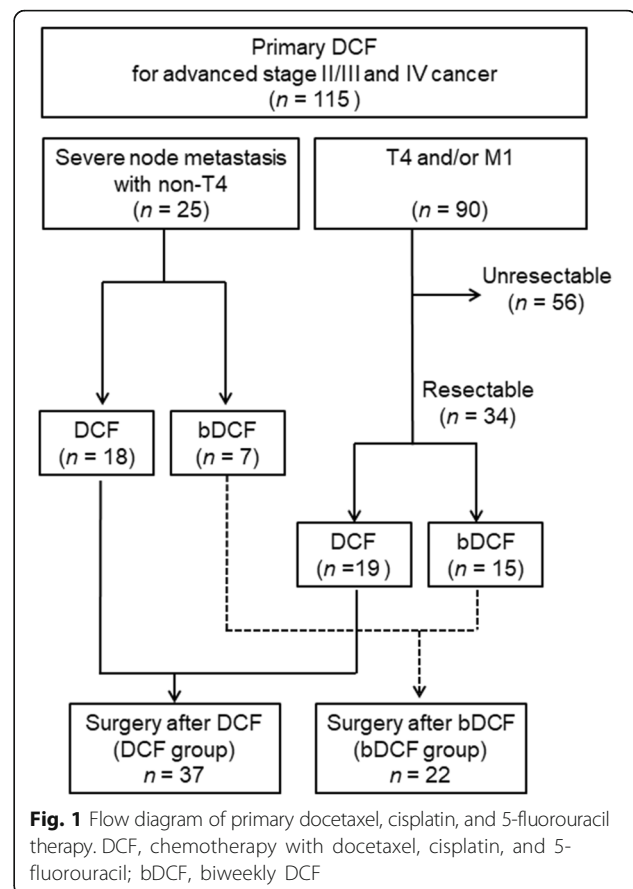 Primary DCF
for advanced stage II/III and IV cancer
(n = 115)
Severe node metastasis
with non-T4
(n = 25)
T4 and/or M1
(n = 90)
Unresectable
(n = 56)
Resectable
(n = 34)
DCF
(n = 18)
bDCF
(n = 7)
DCF
(n =19 )
bDCF
(n = 15)
Surgery after DCF
(DCF group)
n = 37
Surgery after bDCF
(bDCF group)
n = 22
Fig. 1 Flow diagram of primary docetaxel, cisplatin, and 5-fluorouracil
therapy. DCF, chemotherapy with docetaxel, cisplatin, and 5-
fluorouracil; bDCF, biweekly DCF